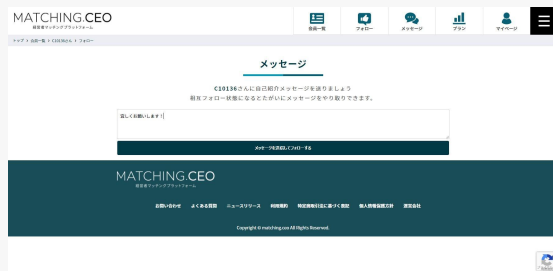 MATCHING.CEO
経営者マッチングプラットフォーム
会員一覧
フォロー
メッセージ
プラン
マイページ
トップ > 会員一覧 > C10136さん > フォロー
メッセージ
C10136さんに自己紹介メッセージを送りましょう
相互フォロー状態になるとたがいにメッセージをやり取りできます。
宜しくお願いします！
メッセージを送信してフォローする
MATCHING.CEO
経営者マッチングプラットフォーム
お問い合わせ よくある質問 ニュースリリース 利用規約 特定商取引法に基づく表記 個人情報保護方針 運営会社
Copyright © matching.ceo All Rights Reserved.